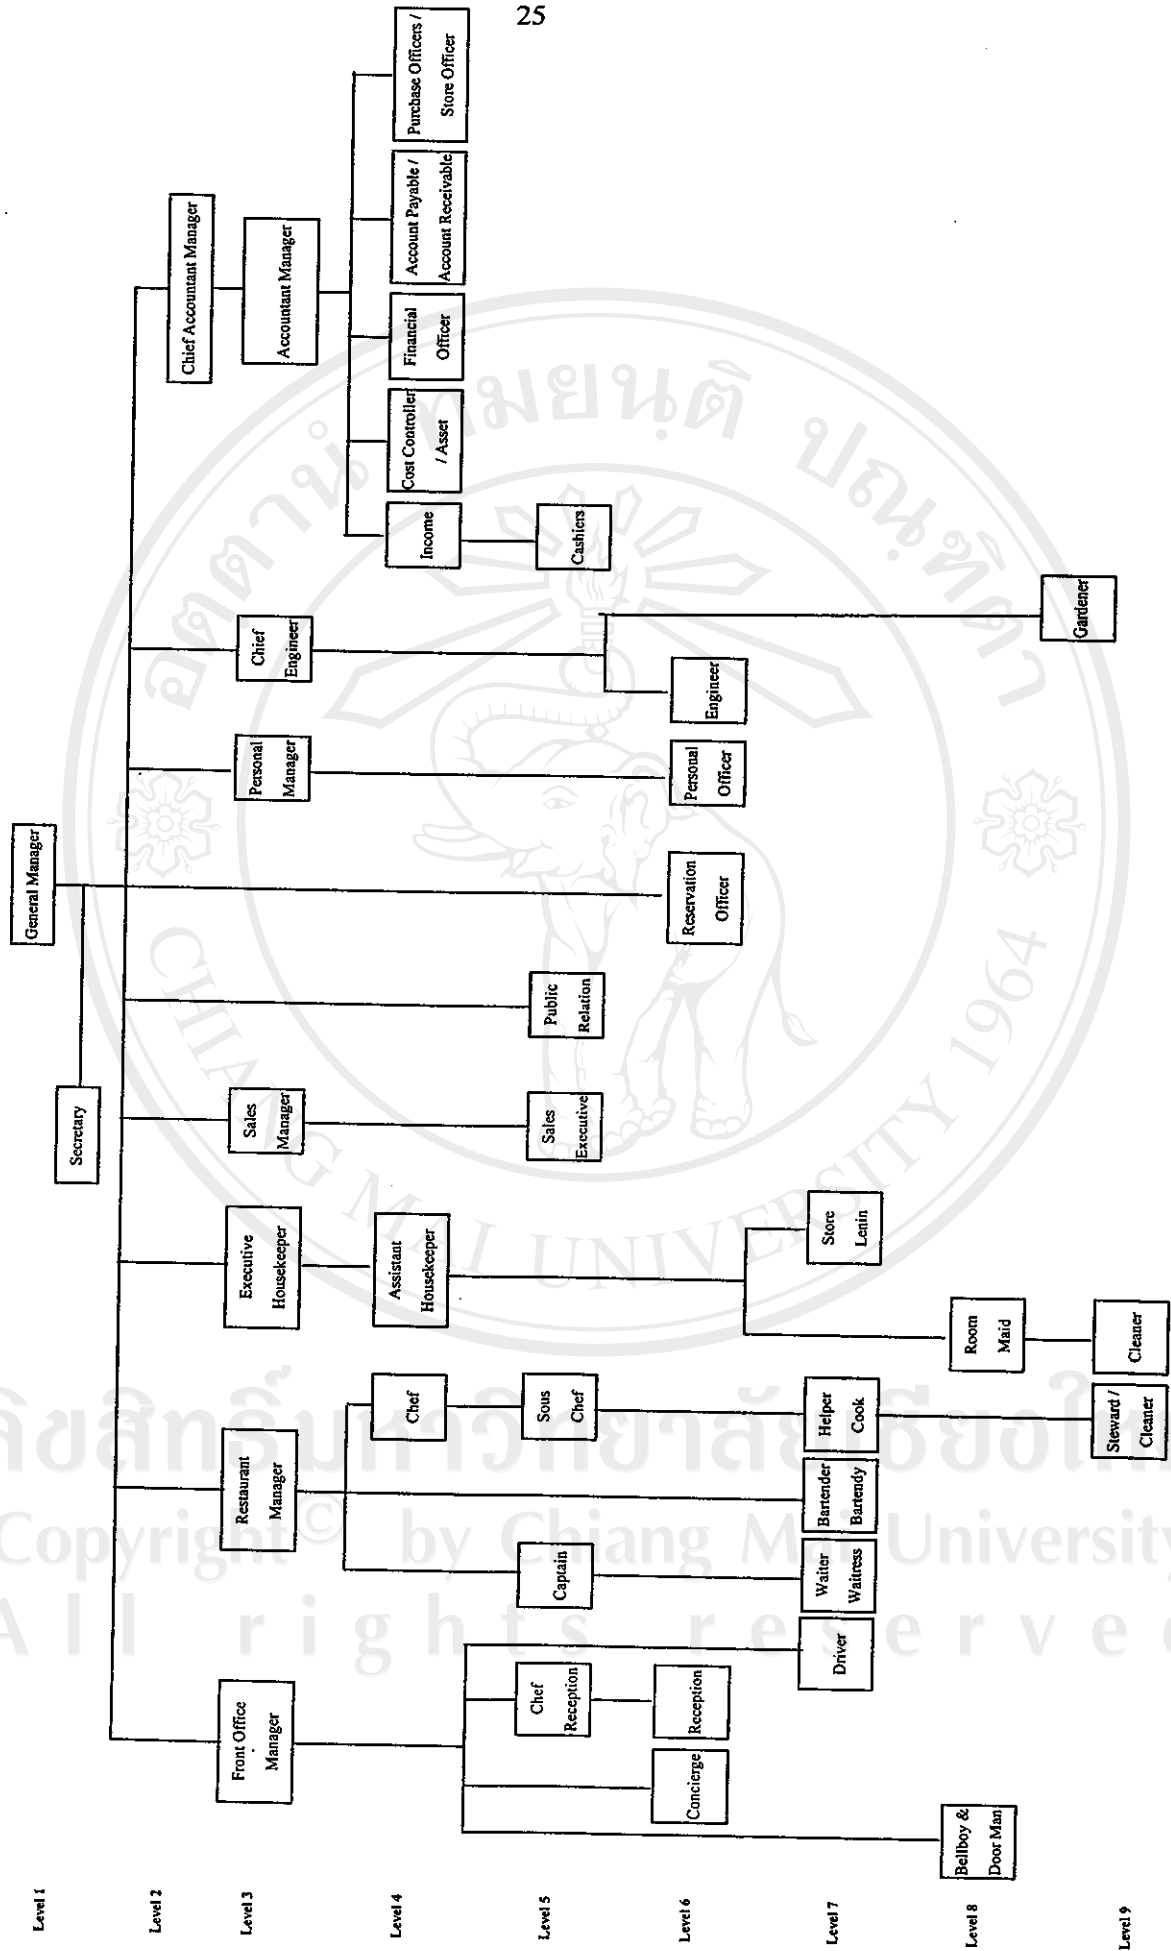 25
General Manager
Secretary
Level 1
Level 2
Chief Accountant Manager
Level 3
Front Office
Manager
Restaurant
Manager
Executive
Housekeeper
Sales
Manager
Personal
Manager
Chief
Engineer
Accountant Manager
Level 4
Chef
Assistant
Housekeeper
Income
Cost Controller
/ Asset
Financial
Officer
Account Payable /
Account Receivable
Purchase Officers /
Store Officer
Level 5
Chef
Reception
Captain
Sous
Chef
Sales
Executive
Public
Relation
Cashiers
Level 6
Concierge
Reception
Reservation
Officer
Personal
Officer
Engineer
Level 7
Driver
Waiter
Waitress
Bartender
Bartendy
Helper
Cook
Store
Lenin
Level 8
Bellboy &
Door Man
Room
Maid
Level 9
Steward /
Cleaner
Cleaner
Gardener
CHIANG MAI UNIVERSITY 1964
Copyright © by Chiang Mai University
All rights reserve